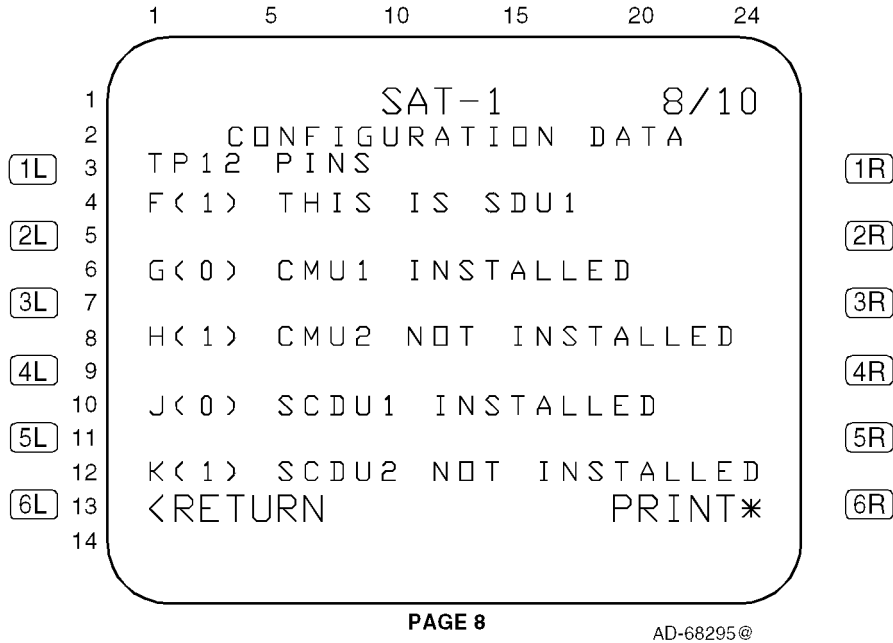 1 5 10 15 20 24
1 SAT-1 8/10
2 CONFIGURATION DATA
1L 3 TP12 PINS 1R
4 F(1) THIS IS SDU1
2L 5 2R
6 G(0) CMU1 INSTALLED
3L 7 3R
8 H(1) CMU2 NOT INSTALLED
4L 9 4R
10 J(0) SCDU1 INSTALLED
5L 11 5R
12 K(1) SCDU2 NOT INSTALLED
6L 13 <RETURN PRINT* 6R
14
PAGE 8
AD-68295@